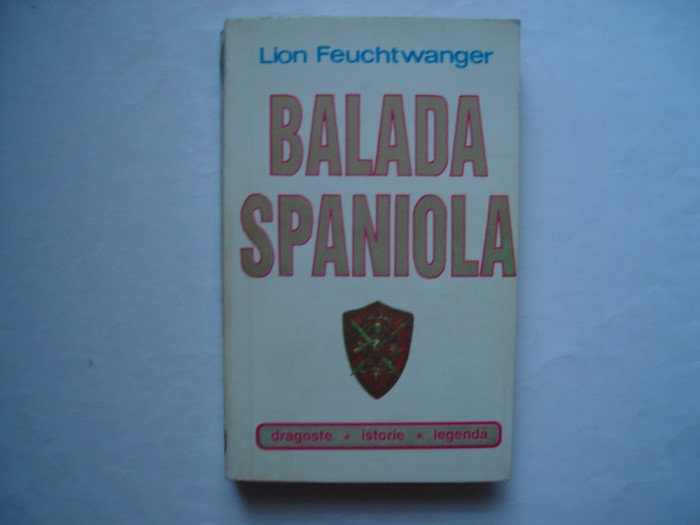 Lion Feuchtwanger
BALADA
SPANIOLA
dragoste • istorie • legendă